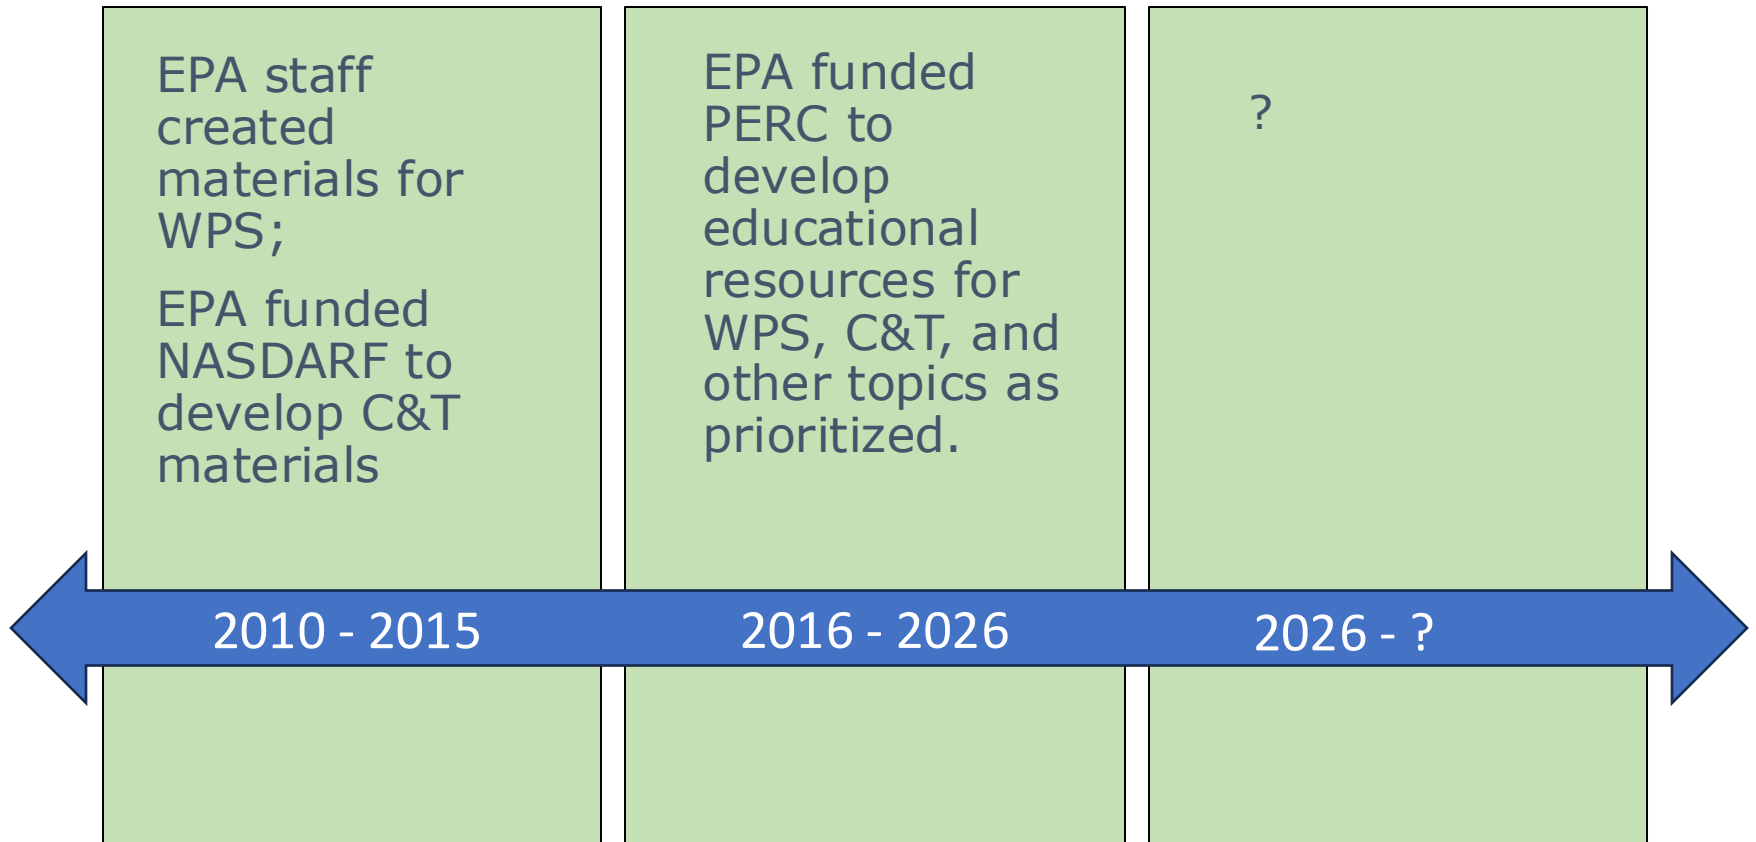 EPA staff
created
materials for
WPS;
EPA funded
NASDARF to
develop C&T
materials
EPA funded
PERC to
develop
educational
resources for
WPS, C&T, and
other topics as
prioritized.
?
2010 - 2015
2016 - 2026
2026 - ?